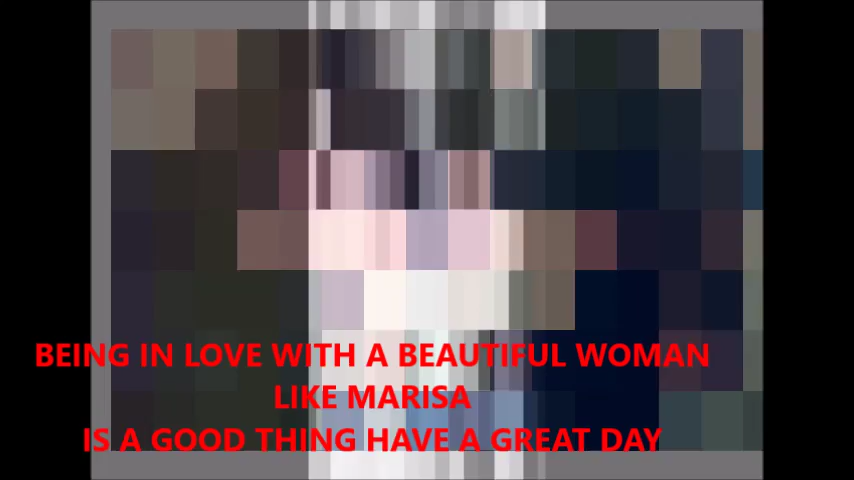 BEING IN LOVE WITH A BEAUTIFUL WOMAN
LIKE MARISA
IS A GOOD THING HAVE A GREAT DAY